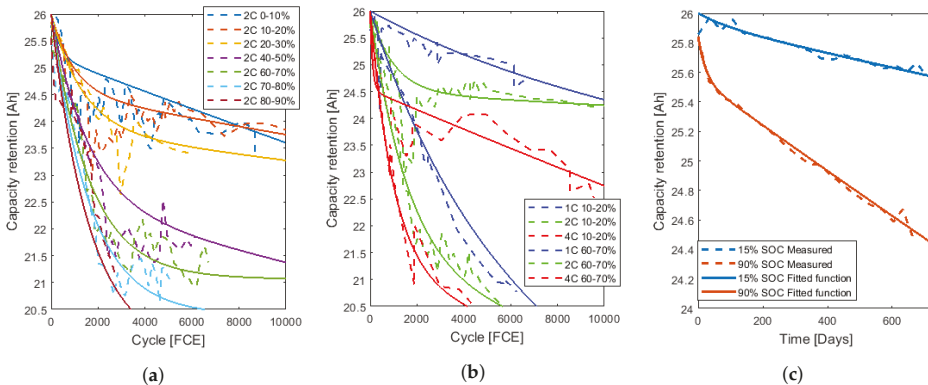 26
25.5
25
24.5
24
23.5
23
22.5
22
21.5
21
20.5
0
2000
4000
6000
8000
10000
Capacity retention [Ah]
Cycle [FCE]
2C 0-10%
2C 10-20%
2C 20-30%
2C 40-50%
2C 60-70%
2C 70-80%
2C 80-90%
(a)
26
25.5
25
24.5
24
23.5
23
22.5
22
21.5
21
20.5
0
2000
4000
6000
8000
10000
Capacity retention [Ah]
Cycle [FCE]
1C 10-20%
2C 10-20%
4C 10-20%
1C 60-70%
2C 60-70%
4C 60-70%
(b)
26
25.8
25.6
25.4
25.2
25
24.8
24.6
24.4
24.2
24
0
200
400
600
Capacity retention [Ah]
Time [Days]
15% SOC Measured
90% SOC Measured
15% SOC Fitted function
90% SOC Fitted function
(c)